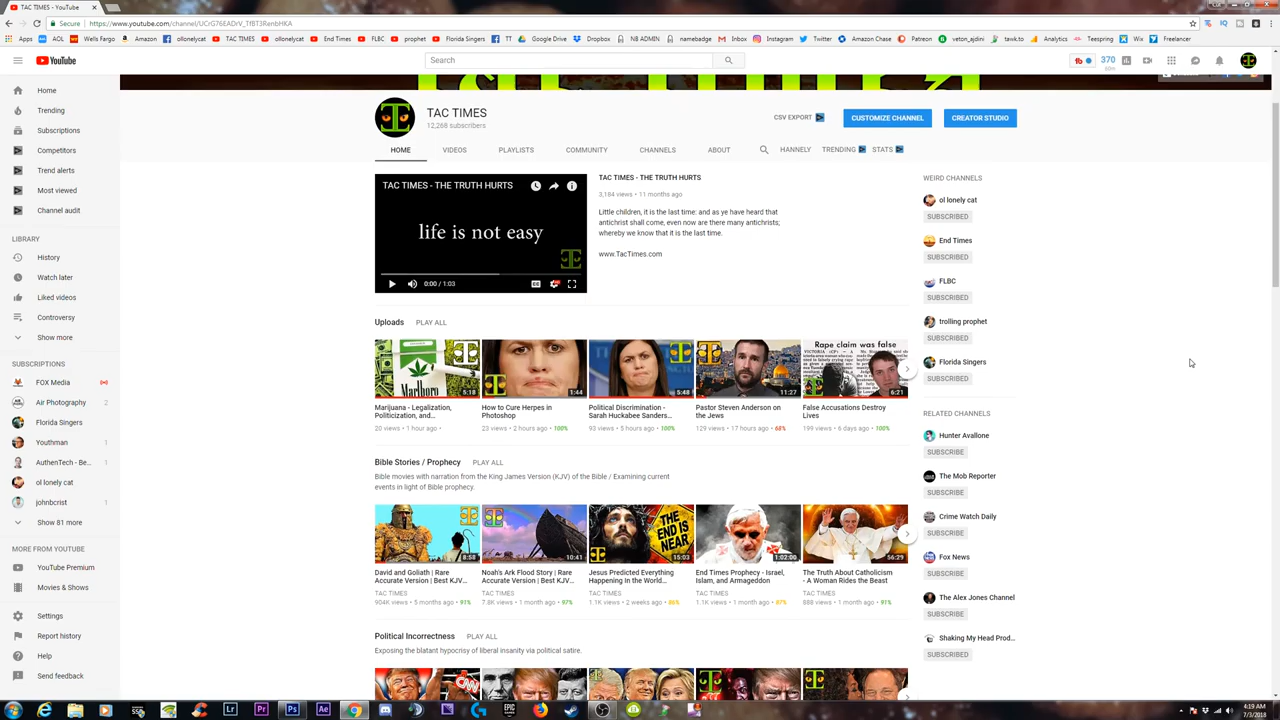 TAC TIMES - YouTube
Secure https://www.youtube.com/channel/UCrG76EADrV_TfBT3RenbHKA
Apps AOL Wells Fargo Amazon ollonelycat TAC TIMES ollonelycat End Times FLBC prophet Florida Singers TT Google Drive Dropbox NB ADMIN namebadge Inbox Instagram Twitter Amazon Chase Patreon veton_ajdini tawk.to Analytics Teespring Wix Freelancer
YouTube
Search
370
TAC TIMES
12,268 subscribers
CSV EXPORT
CUSTOMIZE CHANNEL
CREATOR STUDIO
HOME VIDEOS PLAYLISTS COMMUNITY CHANNELS ABOUT HANNELY TRENDING STATS
Home
Trending
Subscriptions
Competitors
Trend alerts
Most viewed
Channel audit
LIBRARY
History
Watch later
Liked videos
Controversy
Show more
SUBSCRIPTIONS
FOX Media
Air Photography 2
Florida Singers
Youthman 1
AuthenTech - Be... 1
ol lonely cat
johnbcrist 1
Show 81 more
MORE FROM YOUTUBE
YouTube Premium
Movies & Shows
Settings
Report history
Help
Send feedback
TAC TIMES - THE TRUTH HURTS
life is not easy
0:00 / 1:03
TAC TIMES - THE TRUTH HURTS
3,184 views • 11 months ago
Little children, it is the last time: and as ye have heard that
antichrist shall come, even now are there many antichrists;
whereby we know that it is the last time.
www.TacTimes.com
Uploads PLAY ALL
Marlboro
5:18
1:44
5:48
11:27
Rape claim was false
6:21
Marijuana - Legalization,
Politicization, and...
20 views • 1 hour ago •
How to Cure Herpes in
Photoshop
23 views • 2 hours ago • 100%
Political Discrimination -
Sarah Huckabee Sanders...
93 views • 5 hours ago • 100%
Pastor Steven Anderson on
the Jews
129 views • 17 hours ago • 68%
False Accusations Destroy
Lives
199 views • 6 days ago • 100%
Bible Stories / Prophecy PLAY ALL
Bible movies with narration from the King James Version (KJV) of the Bible / Examining current
events in light of Bible prophecy.
8:58
10:41
THE END IS NEAR
15:03
1:02:00
56:29
David and Goliath | Rare
Accurate Version | Best KJV...
TAC TIMES
904K views • 5 months ago • 91%
Noah's Ark Flood Story | Rare
Accurate Version | Best KJV...
TAC TIMES
7.8K views • 1 month ago • 97%
Jesus Predicted Everything
Happening In the World...
TAC TIMES
1.1K views • 2 weeks ago • 86%
End Times Prophecy - Israel,
Islam, and Armageddon
TAC TIMES
1.1K views • 1 month ago • 87%
The Truth About Catholicism
- A Woman Rides the Beast
TAC TIMES
888 views • 1 month ago • 91%
Political Incorrectness PLAY ALL
Exposing the blatant hypocrisy of liberal insanity via political satire.
CNN
WEIRD CHANNELS
ol lonely cat
SUBSCRIBED
End Times
SUBSCRIBED
FLBC
SUBSCRIBED
trolling prophet
SUBSCRIBED
Florida Singers
SUBSCRIBED
RELATED CHANNELS
Hunter Avallone
SUBSCRIBE
The Mob Reporter
SUBSCRIBE
Crime Watch Daily
SUBSCRIBE
Fox News
SUBSCRIBE
The Alex Jones Channel
SUBSCRIBE
Shaking My Head Prod...
SUBSCRIBED
4:19 AM
7/3/2018